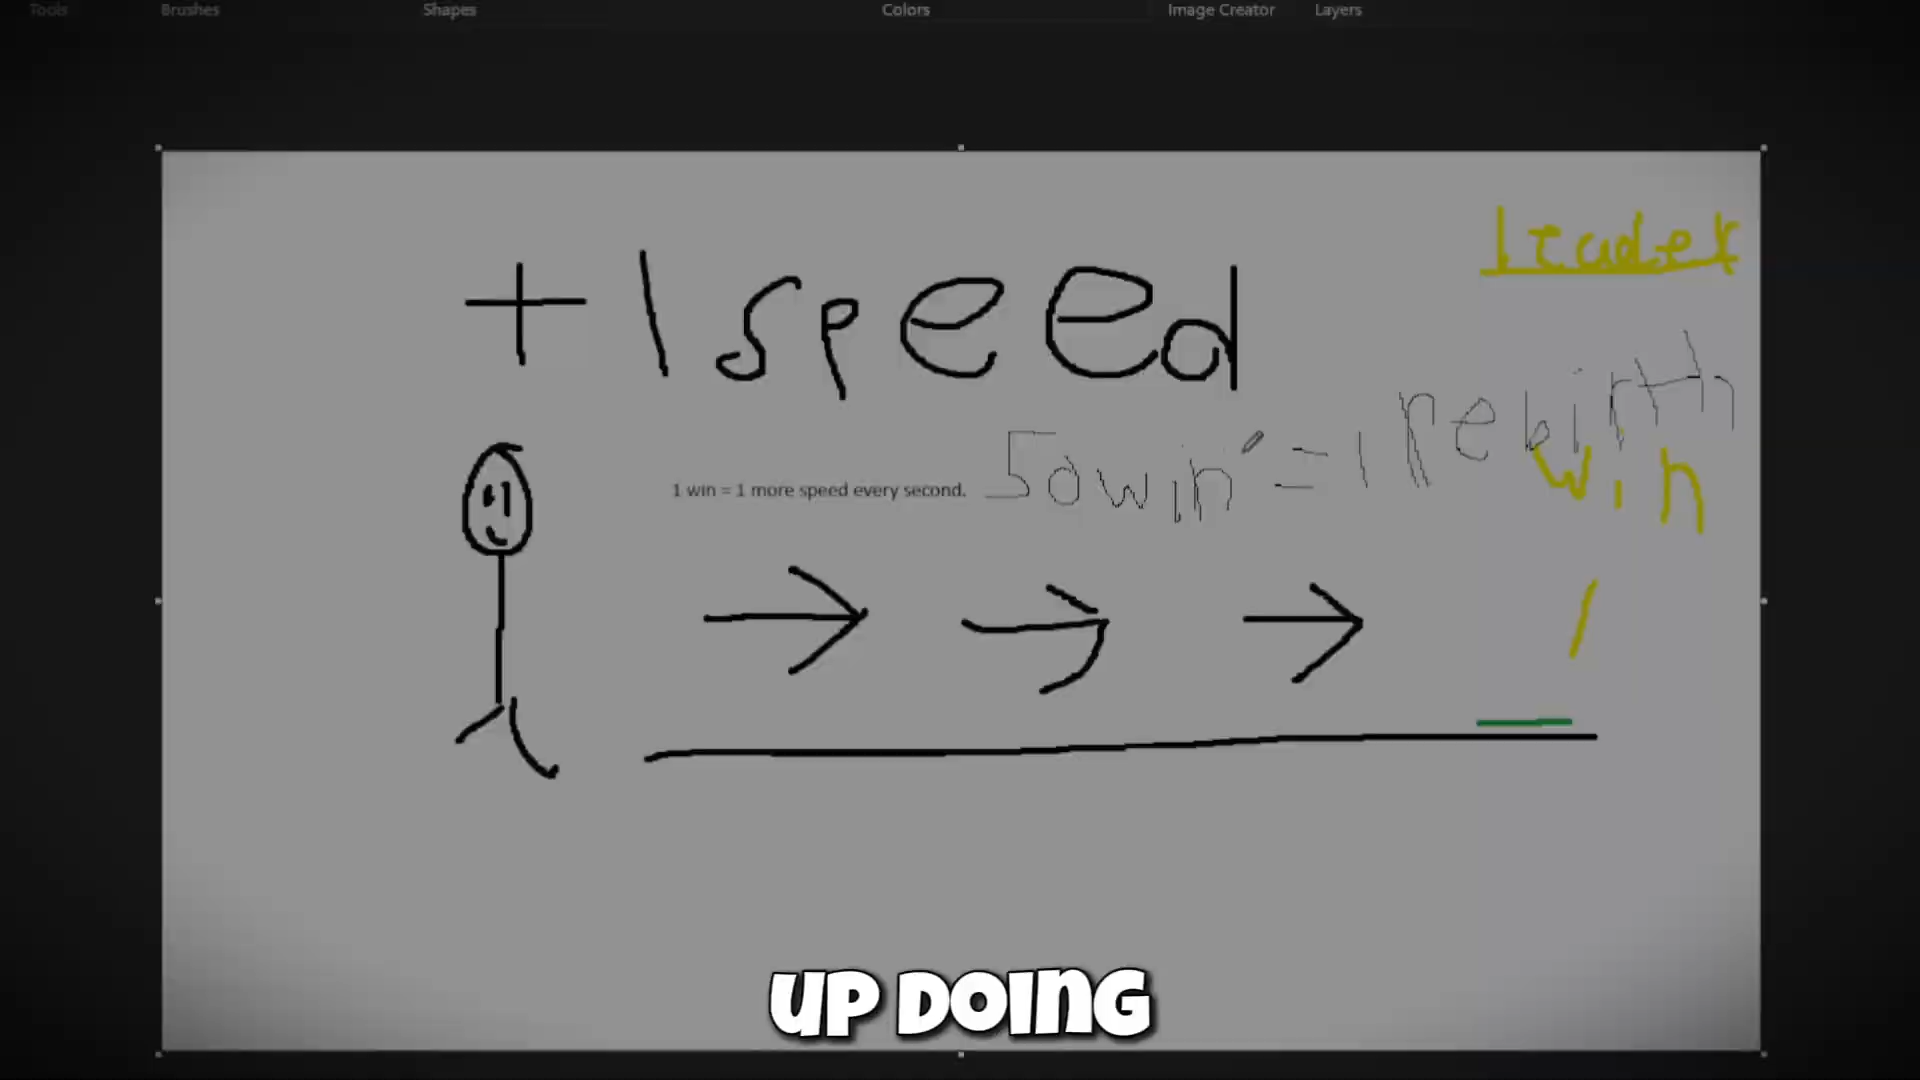 Tools Brushes Shapes Colors Image Creator Layers
leader
+1 speed
50 win = 1 rebirth
1 win = 1 more speed every second.
win
1
UP DOING